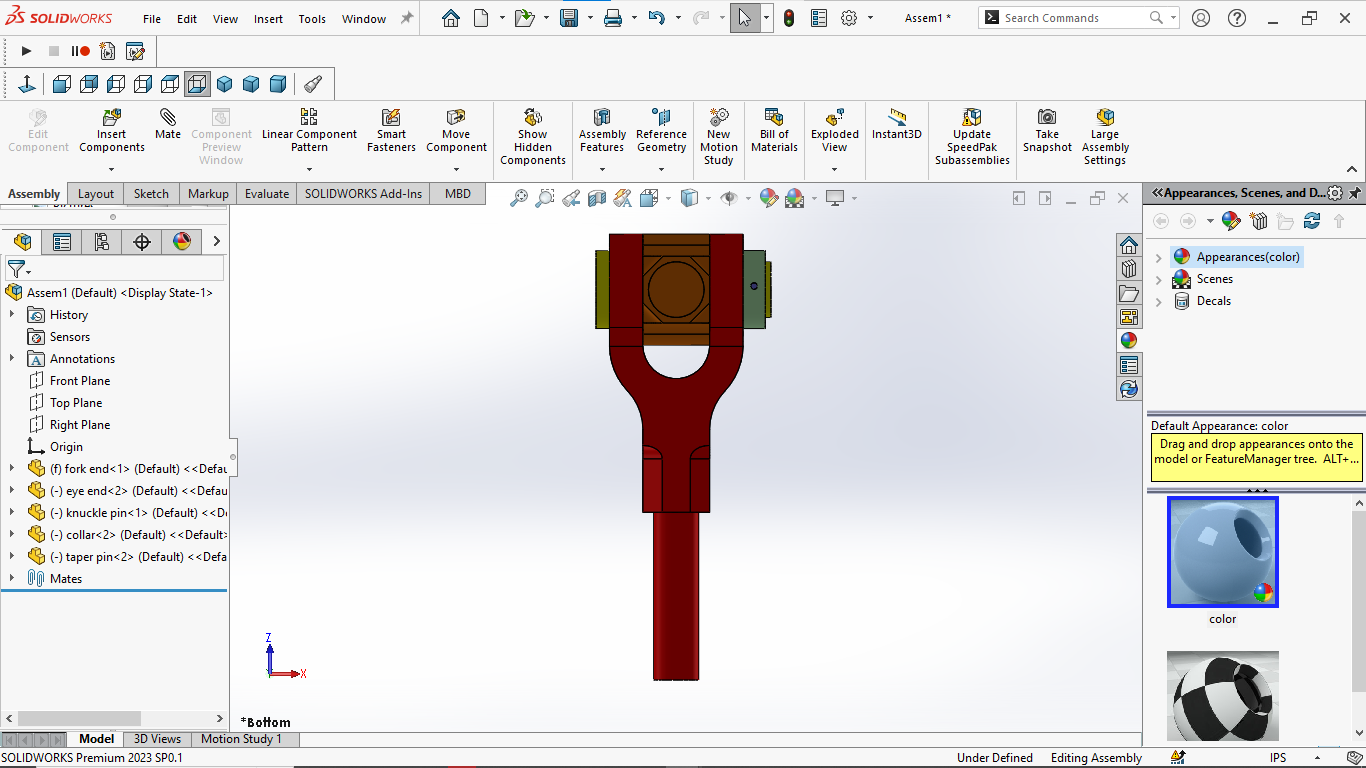 SOLIDWORKS File Edit View Insert Tools Window Assem1 * Search Commands
Edit Component
Insert Components
Mate
Component Preview Window
Linear Component Pattern
Smart Fasteners
Move Component
Show Hidden Components
Assembly Features
Reference Geometry
New Motion Study
Bill of Materials
Exploded View
Instant3D
Update SpeedPak Subassemblies
Take Snapshot
Large Assembly Settings
Assembly Layout Sketch Markup Evaluate SOLIDWORKS Add-Ins MBD
Assem1 (Default) <Display State-1>
History
Sensors
Annotations
Front Plane
Top Plane
Right Plane
Origin
(f) fork end<1> (Default) <<Defau
(-) eye end<2> (Default) <<Defau
(-) knuckle pin<1> (Default) <<D
(-) collar<2> (Default) <<Default>
(-) taper pin<2> (Default) <<Defa
Mates
Z
X
*Bottom
Appearances, Scenes, and D...
Appearances(color)
Scenes
Decals
Default Appearance: color
Drag and drop appearances onto the
model or FeatureManager tree. ALT+...
color
Model 3D Views Motion Study 1
SOLIDWORKS Premium 2023 SP0.1 Under Defined Editing Assembly IPS